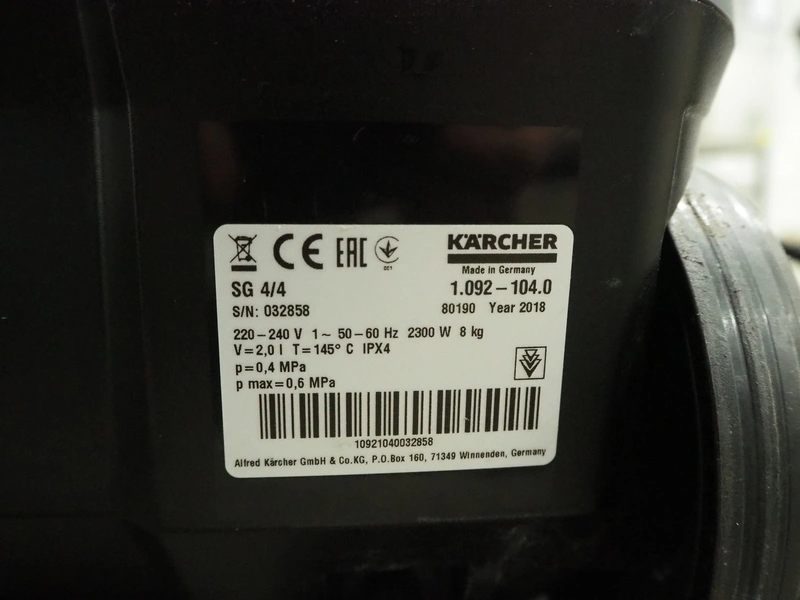 CE EAC
001
KÄRCHER
Made in Germany
SG 4/4
1.092-104.0
S/N: 032858
80190 Year 2018
220-240 V 1~ 50-60 Hz 2300 W 8 kg
V=2,0 l T=145° C IPX4
p=0,4 MPa
p max=0,6 MPa
10921040032858
Alfred Kärcher GmbH & Co.KG, P.O.Box 160, 71349 Winnenden, Germany